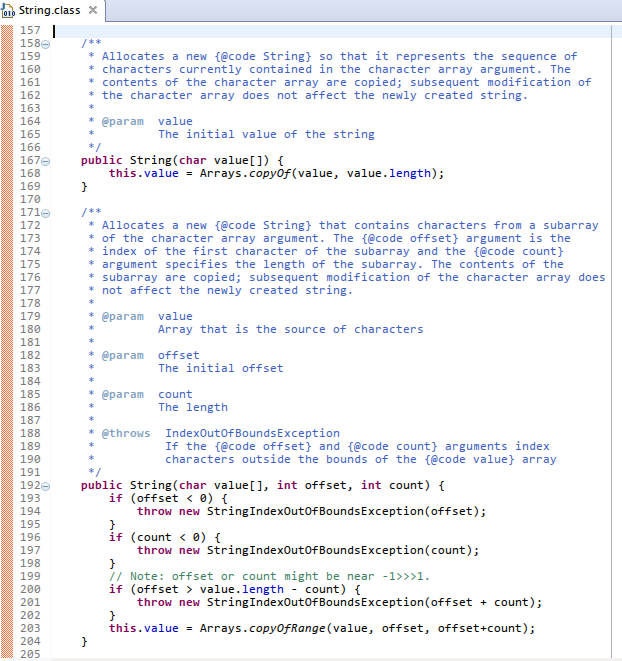 String.class
157
158 /**
159 * Allocates a new {@code String} so that it represents the sequence of
160 * characters currently contained in the character array argument. The
161 * contents of the character array are copied; subsequent modification of
162 * the character array does not affect the newly created string.
163 *
164 * @param value
165 * The initial value of the string
166 */
167 public String(char value[]) {
168 this.value = Arrays.copyOf(value, value.length);
169 }
170
171 /**
172 * Allocates a new {@code String} that contains characters from a subarray
173 * of the character array argument. The {@code offset} argument is the
174 * index of the first character of the subarray and the {@code count}
175 * argument specifies the length of the subarray. The contents of the
176 * subarray are copied; subsequent modification of the character array does
177 * not affect the newly created string.
178 *
179 * @param value
180 * Array that is the source of characters
181 *
182 * @param offset
183 * The initial offset
184 *
185 * @param count
186 * The length
187 *
188 * @throws IndexOutOfBoundsException
189 * If the {@code offset} and {@code count} arguments index
190 * characters outside the bounds of the {@code value} array
191 */
192 public String(char value[], int offset, int count) {
193 if (offset < 0) {
194 throw new StringIndexOutOfBoundsException(offset);
195 }
196 if (count < 0) {
197 throw new StringIndexOutOfBoundsException(count);
198 }
199 // Note: offset or count might be near -1>>>1.
200 if (offset > value.length - count) {
201 throw new StringIndexOutOfBoundsException(offset + count);
202 }
203 this.value = Arrays.copyOfRange(value, offset, offset+count);
204 }
205